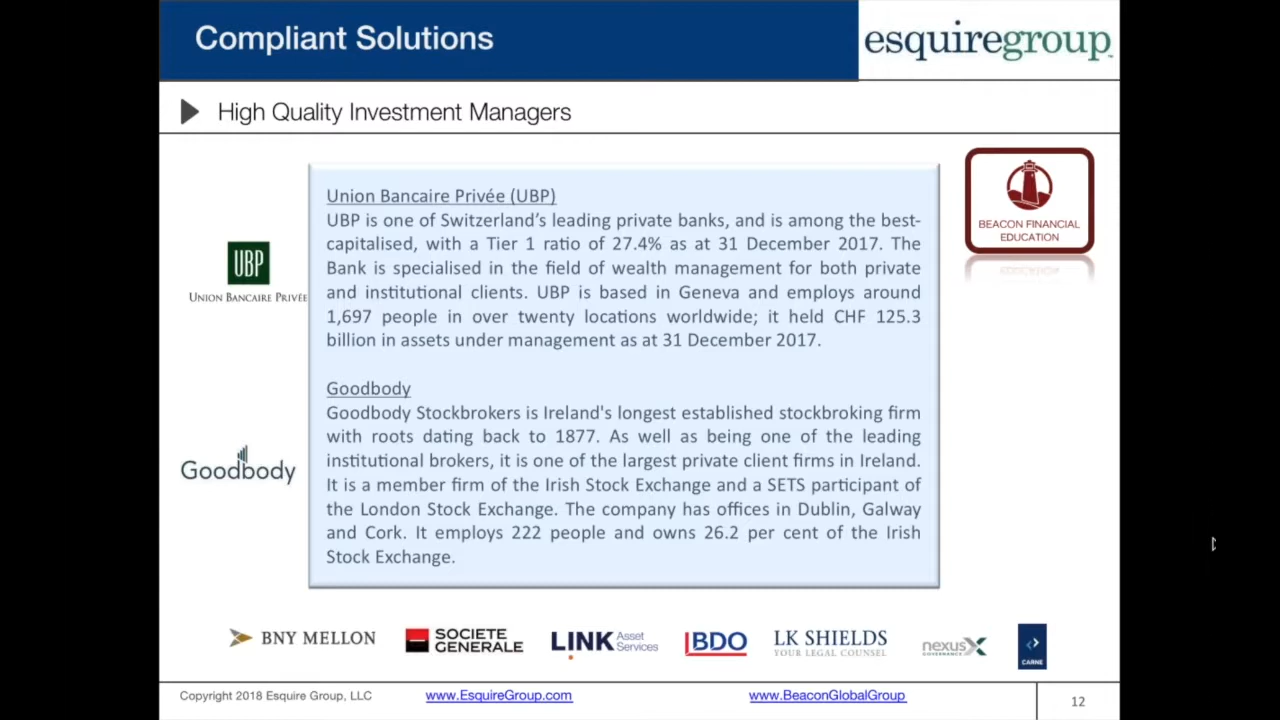 Compliant Solutions
esquiregroup
High Quality Investment Managers
BEACON FINANCIAL
EDUCATION
UBP
UNION BANCAIRE PRIVÉE
Union Bancaire Privée (UBP)
UBP is one of Switzerland's leading private banks, and is among the best-
capitalised, with a Tier 1 ratio of 27.4% as at 31 December 2017. The
Bank is specialised in the field of wealth management for both private
and institutional clients. UBP is based in Geneva and employs around
1,697 people in over twenty locations worldwide; it held CHF 125.3
billion in assets under management as at 31 December 2017.
Goodbody
Goodbody
Goodbody Stockbrokers is Ireland's longest established stockbroking firm
with roots dating back to 1877. As well as being one of the leading
institutional brokers, it is one of the largest private client firms in Ireland.
It is a member firm of the Irish Stock Exchange and a SETS participant of
the London Stock Exchange. The company has offices in Dublin, Galway
and Cork. It employs 222 people and owns 26.2 per cent of the Irish
Stock Exchange.
BNY MELLON
SOCIETE
GENERALE
LINK Asset
Services
BDO
LK SHIELDS
YOUR LEGAL COUNSEL
nexusX
GOVERNANCE
CARNE
Copyright 2018 Esquire Group, LLC
www.EsquireGroup.com
www.BeaconGlobalGroup
12